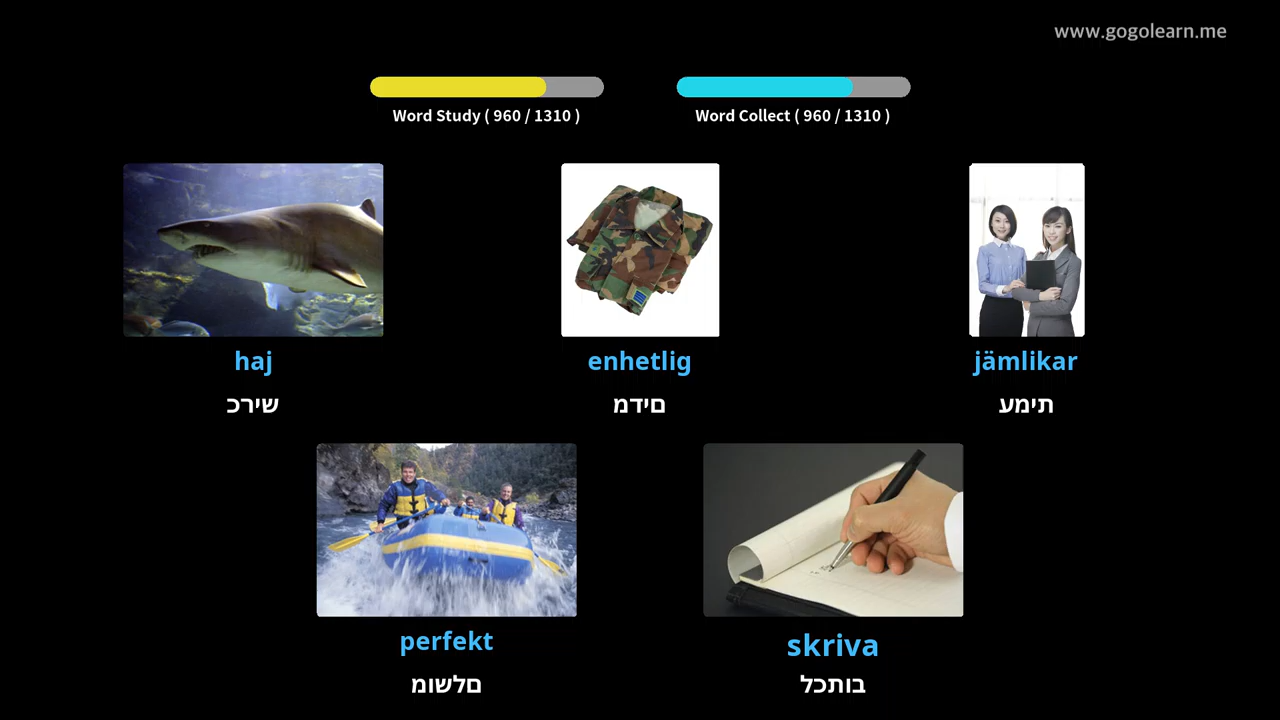 www.gogolearn.me
Word Study ( 960 / 1310 )
Word Collect ( 960 / 1310 )
haj
שירכ
enhetlig
םידמ
jämlikar
תימע
perfekt
םלשומ
skriva
בותכל